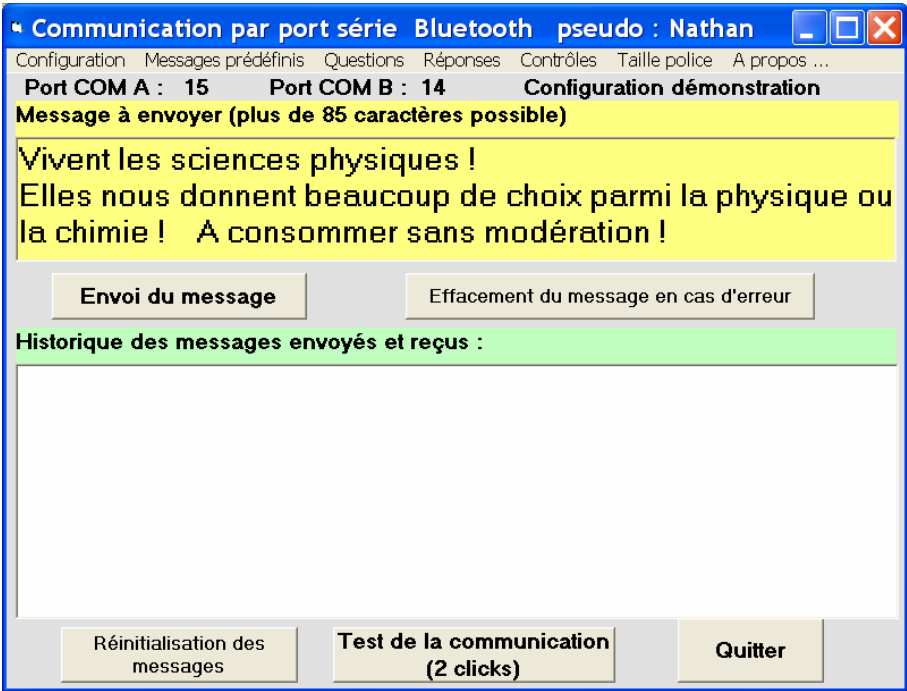 Communication par port série Bluetooth pseudo : Nathan
Configuration Messages prédéfinis Questions Réponses Contrôles Taille police A propos ...
Port COM A : 15 Port COM B : 14 Configuration démonstration
Message à envoyer (plus de 85 caractères possible)
Vivent les sciences physiques !
Elles nous donnent beaucoup de choix parmi la physique ou
la chimie ! A consommer sans modération !
Envoi du message Effacement du message en cas d'erreur
Historique des messages envoyés et reçus :
Réinitialisation des
messages
Test de la communication
(2 clicks)
Quitter